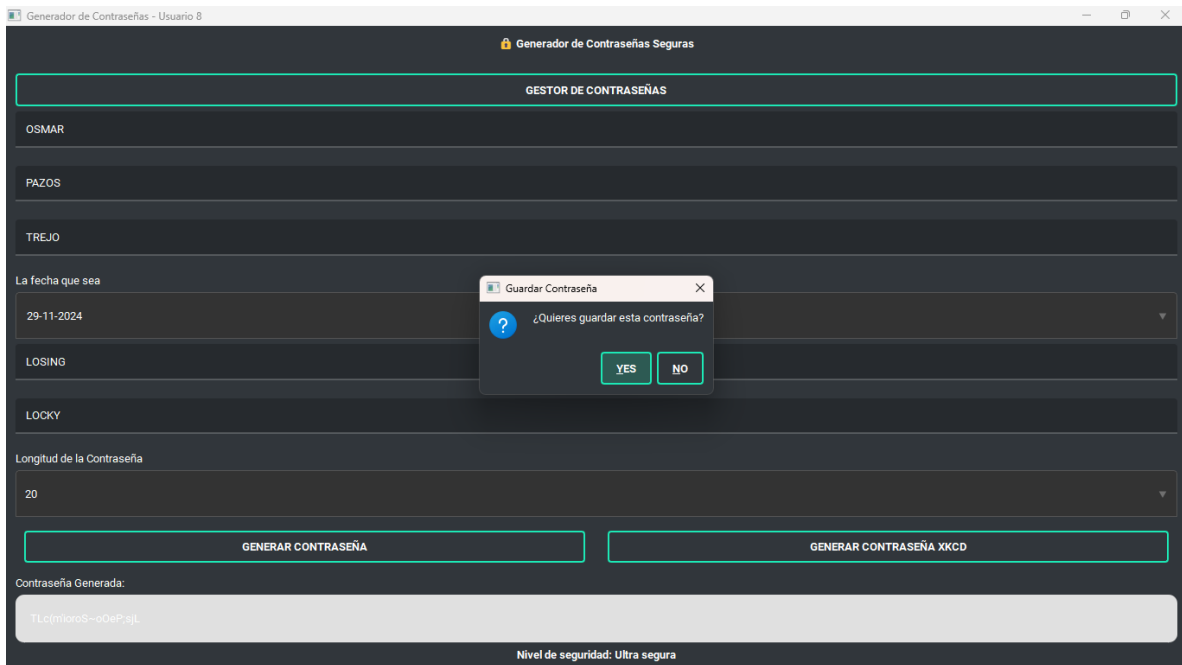 Generador de Contraseñas - Usuario 8
Generador de Contraseñas Seguras
GESTOR DE CONTRASEÑAS
OSMAR
PAZOS
TREJO
La fecha que sea
29-11-2024
LOSING
LOCKY
Longitud de la Contraseña
20
GENERAR CONTRASEÑA
GENERAR CONTRASEÑA XKCD
Contraseña Generada:
Nivel de seguridad: Ultra segura
Guardar Contraseña
¿Quieres guardar esta contraseña?
YES
NO